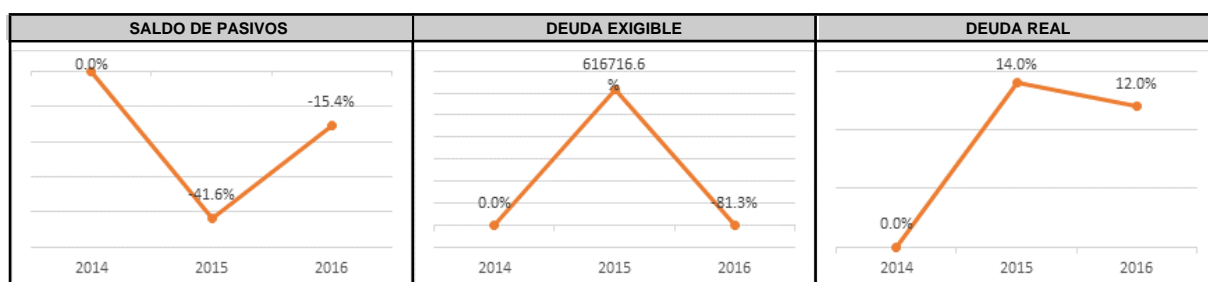 SALDO DE PASIVOS
0.0%
-15.4%
-41.6%
2014 2015 2016
DEUDA EXIGIBLE
616716.6
%
0.0%
-81.3%
2014 2015 2016
DEUDA REAL
14.0%
12.0%
0.0%
2014 2015 2016